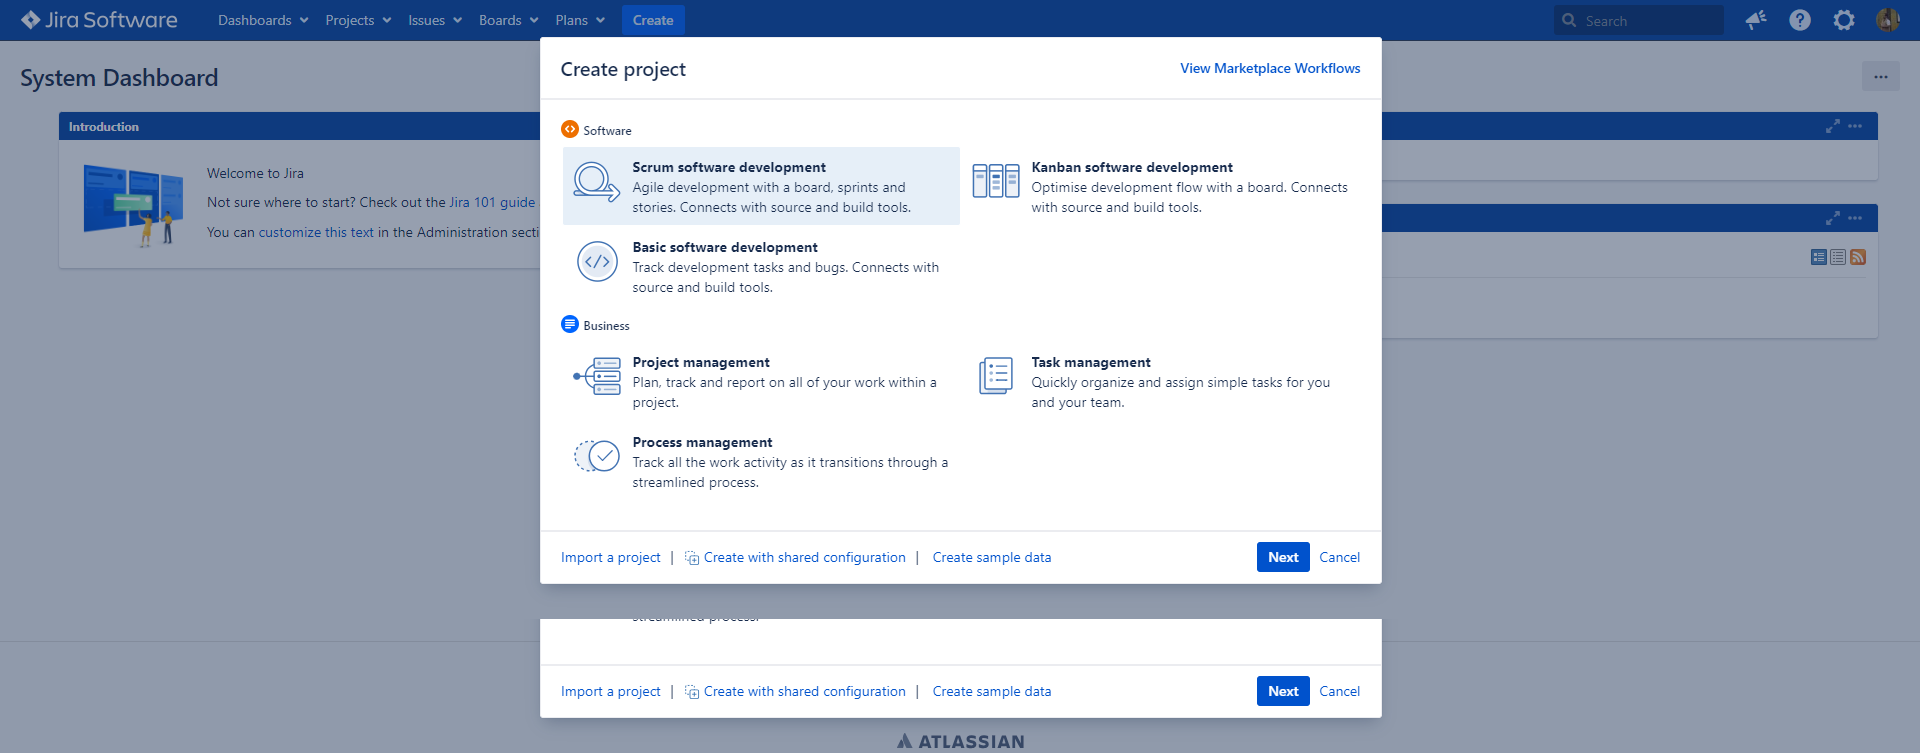 Jira Software
Dashboards
Projects
Issues
Boards
Plans
Create
Search
System Dashboard
Create project
View Marketplace Workflows
Introduction
Welcome to Jira
Not sure where to start? Check out the Jira 101 guide
You can customize this text in the Administration secti
Software
Scrum software development
Agile development with a board, sprints and
stories. Connects with source and build tools.
Kanban software development
Optimise development flow with a board. Connects
with source and build tools.
Basic software development
Track development tasks and bugs. Connects with
source and build tools.
Business
Project management
Plan, track and report on all of your work within a
project.
Task management
Quickly organize and assign simple tasks for you
and your team.
Process management
Track all the work activity as it transitions through a
streamlined process.
Import a project | Create with shared configuration | Create sample data
Next
Cancel
streamlined process.
Import a project | Create with shared configuration | Create sample data
Next
Cancel
ATLASSIAN